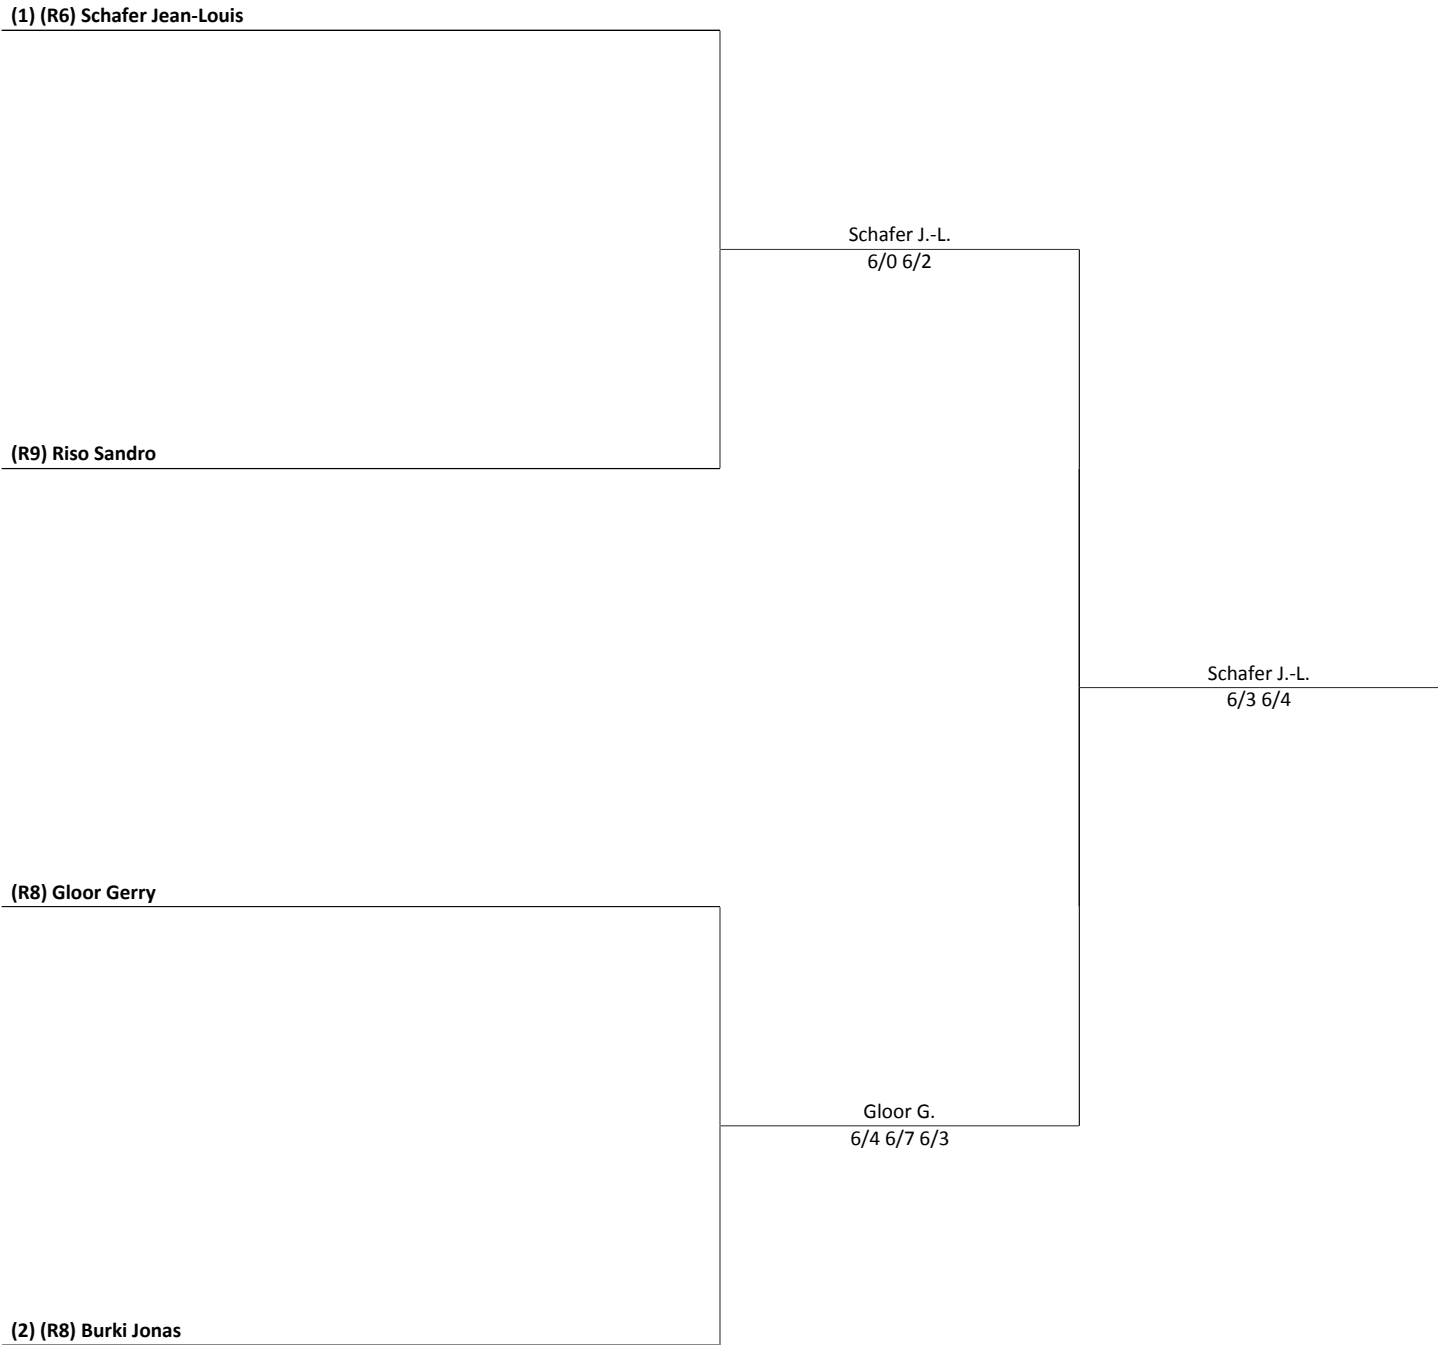 (1) (R6) Schafer Jean-Louis
Schafer J.-L.
6/0 6/2
(R9) Riso Sandro
Schafer J.-L.
6/3 6/4
(R8) Gloor Gerry
Gloor G.
6/4 6/7 6/3
(2) (R8) Burki Jonas